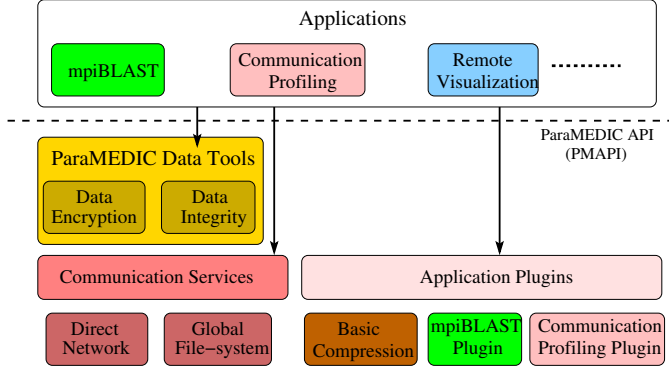 Applications
mpiBLAST
Communication
Profiling
Remote
Visualization
ParaMEDIC API
(PMAPI)
ParaMEDIC Data Tools
Data
Encryption
Data
Integrity
Communication Services
Application Plugins
Direct
Network
Global
File−system
Basic
Compression
mpiBLAST
Plugin
Communication
Profiling Plugin